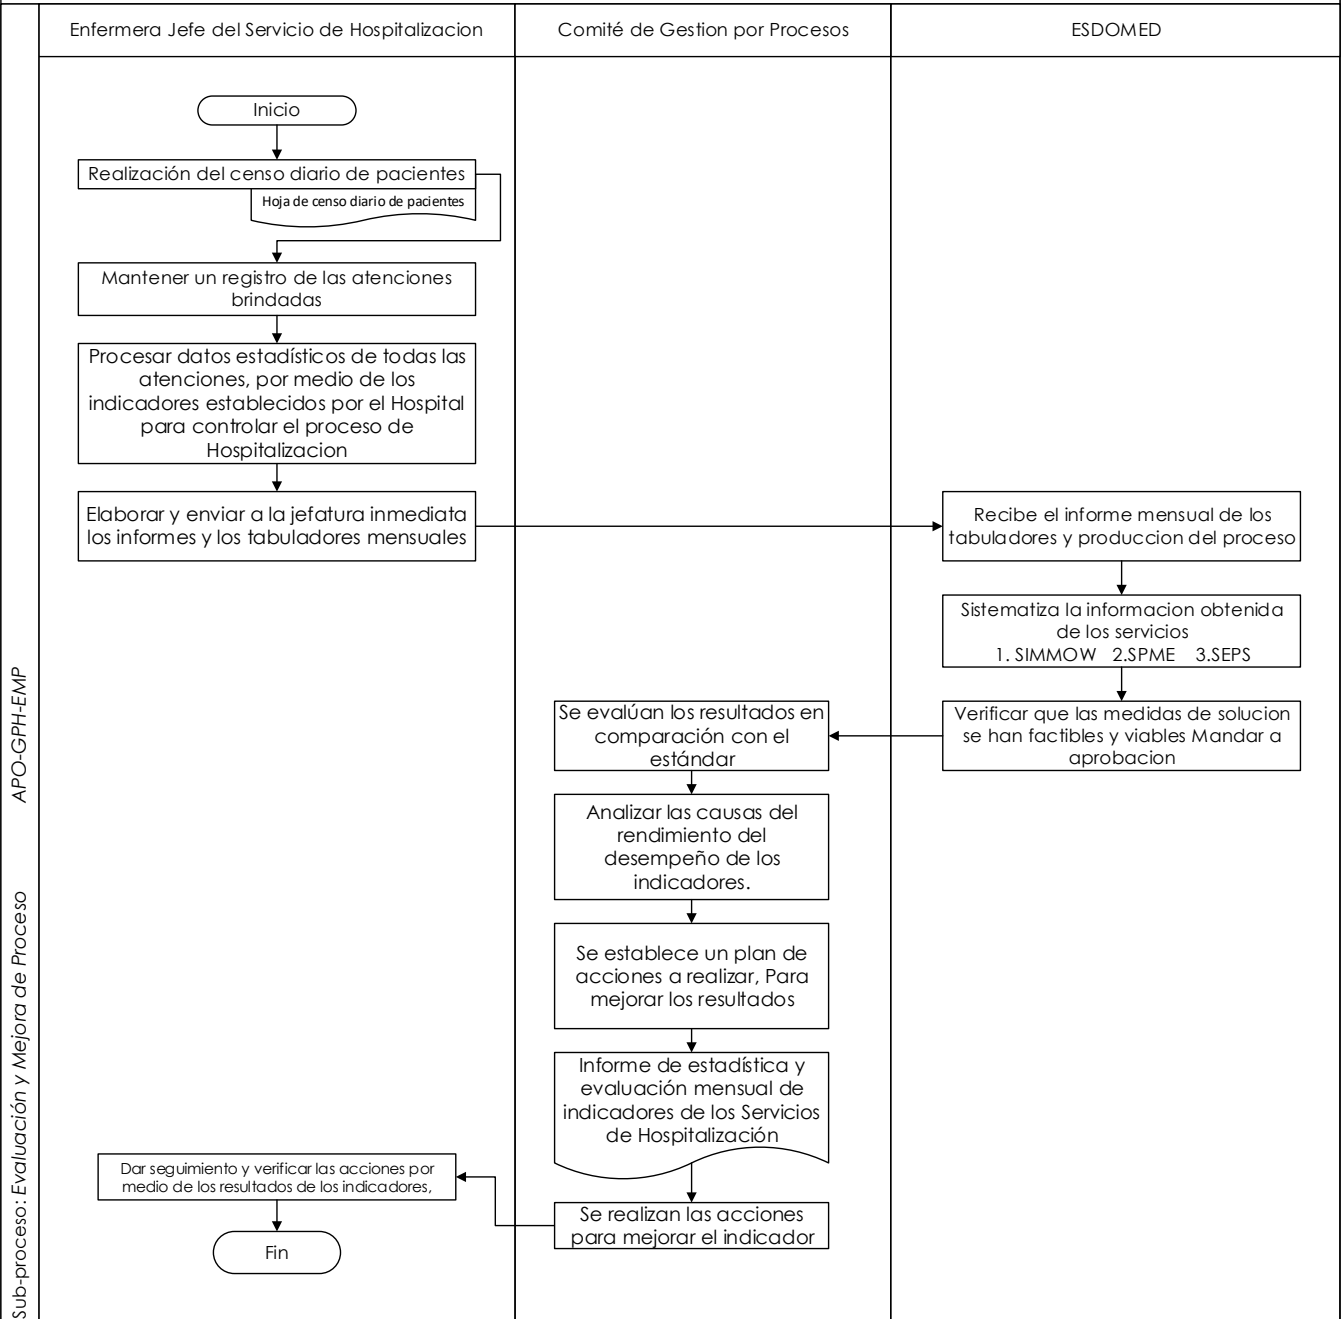 Enfermera Jefe del Servicio de Hospitalizacion
Comité de Gestion por Procesos
ESDOMED
Inicio
Realización del censo diario de pacientes
Hoja de censo diario de pacientes
Mantener un registro de las atenciones
brindadas
Procesar datos estadísticos de todas las
atenciones, por medio de los
indicadores establecidos por el Hospital
para controlar el proceso de
Hospitalizacion
Elaborar y enviar a la jefatura inmediata
los informes y los tabuladores mensuales
Recibe el informe mensual de los
tabuladores y produccion del proceso
Sistematiza la informacion obtenida
de los servicios
1. SIMMOW 2.SPME 3.SEPS
Verificar que las medidas de solucion
se han factibles y viables Mandar a
aprobacion
Se evalúan los resultados en
comparación con el
estándar
Analizar las causas del
rendimiento del
desempeño de los
indicadores.
Se establece un plan de
acciones a realizar, Para
mejorar los resultados
Informe de estadística y
evaluación mensual de
indicadores de los Servicios
de Hospitalización
Se realizan las acciones
para mejorar el indicador
Dar seguimiento y verificar las acciones por
medio de los resultados de los indicadores,
Fin
Sub-proceso: Evaluación y Mejora de Proceso APO-GPH-EMP